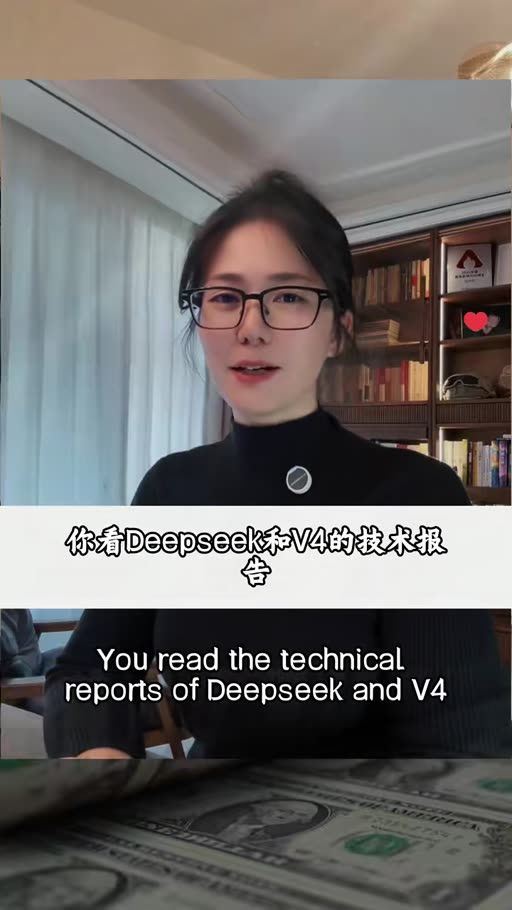 你看Deepseek和V4的技术报
告
You read the technical
reports of Deepseek and V4